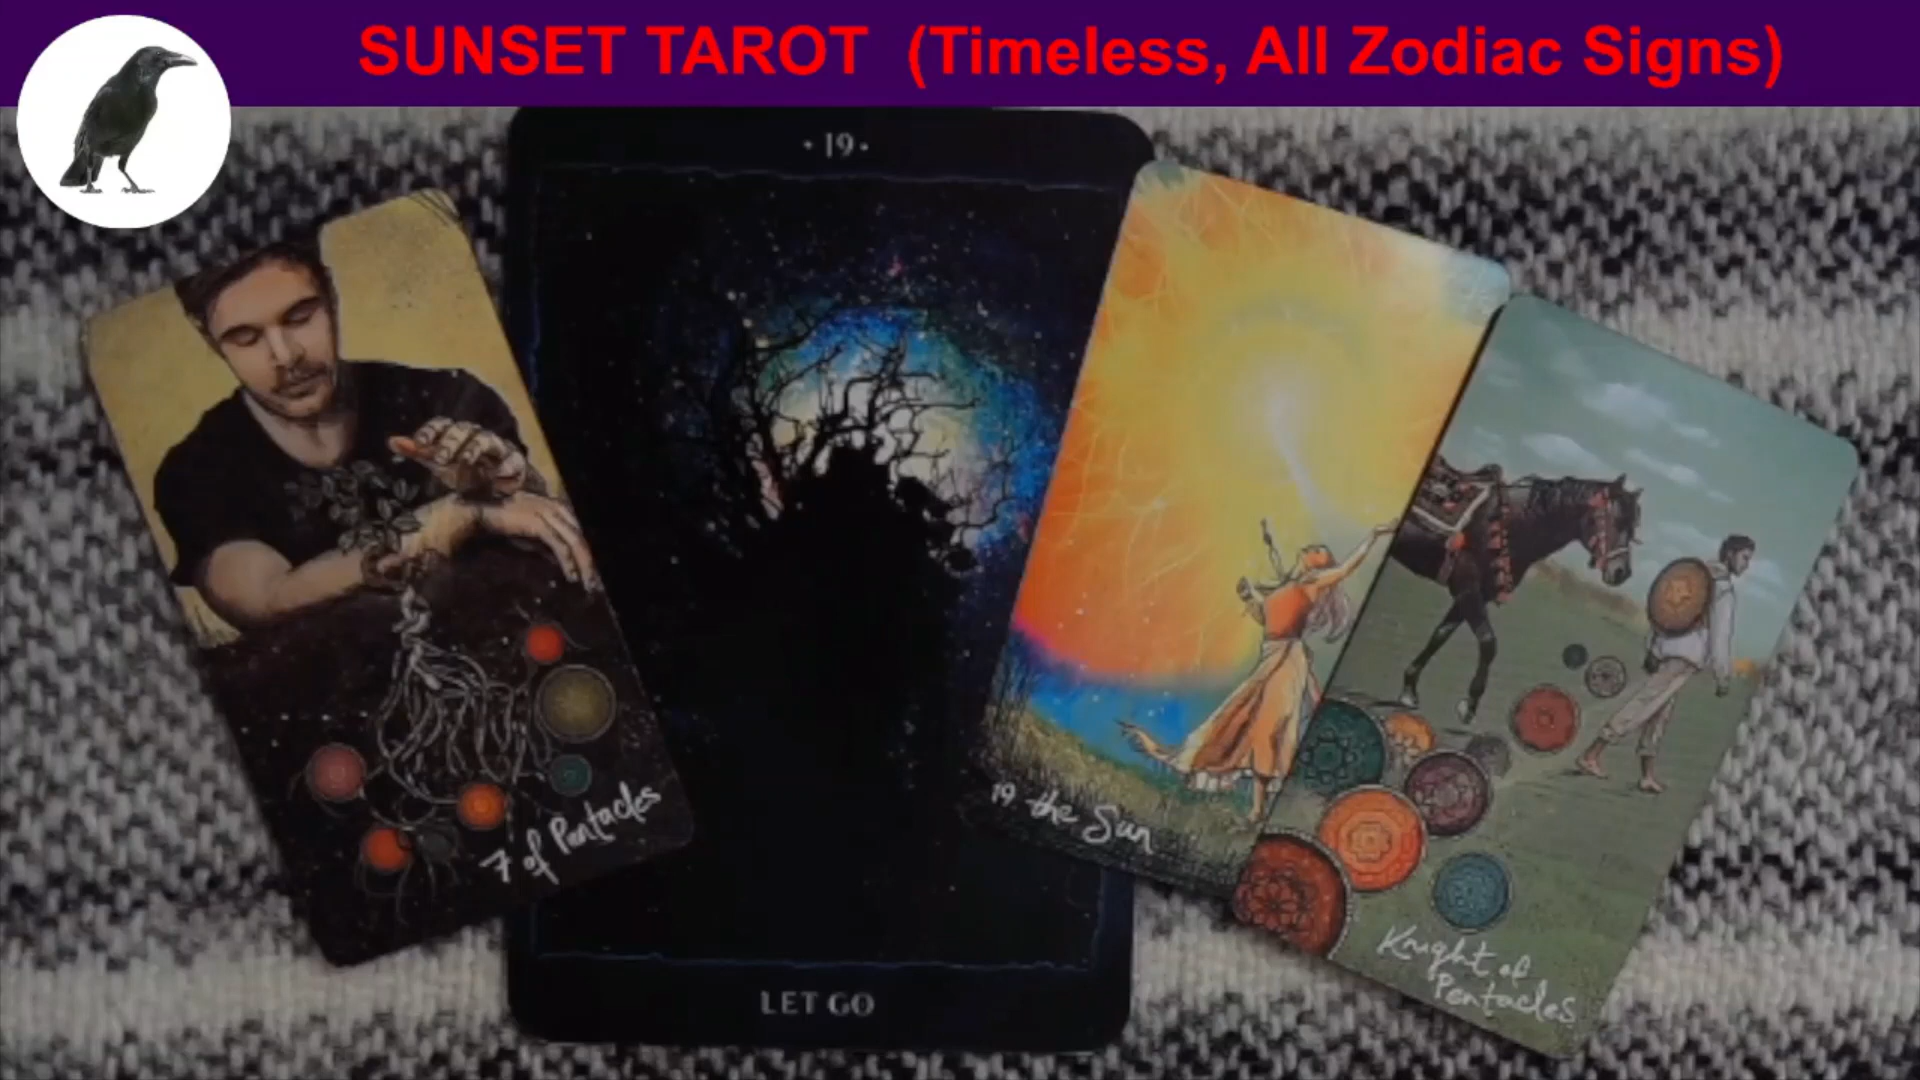 SUNSET TAROT (Timeless, All Zodiac Signs)
• 19 •
7 of Pentacles
LET GO
19 the Sun
Knight of
Pentacles